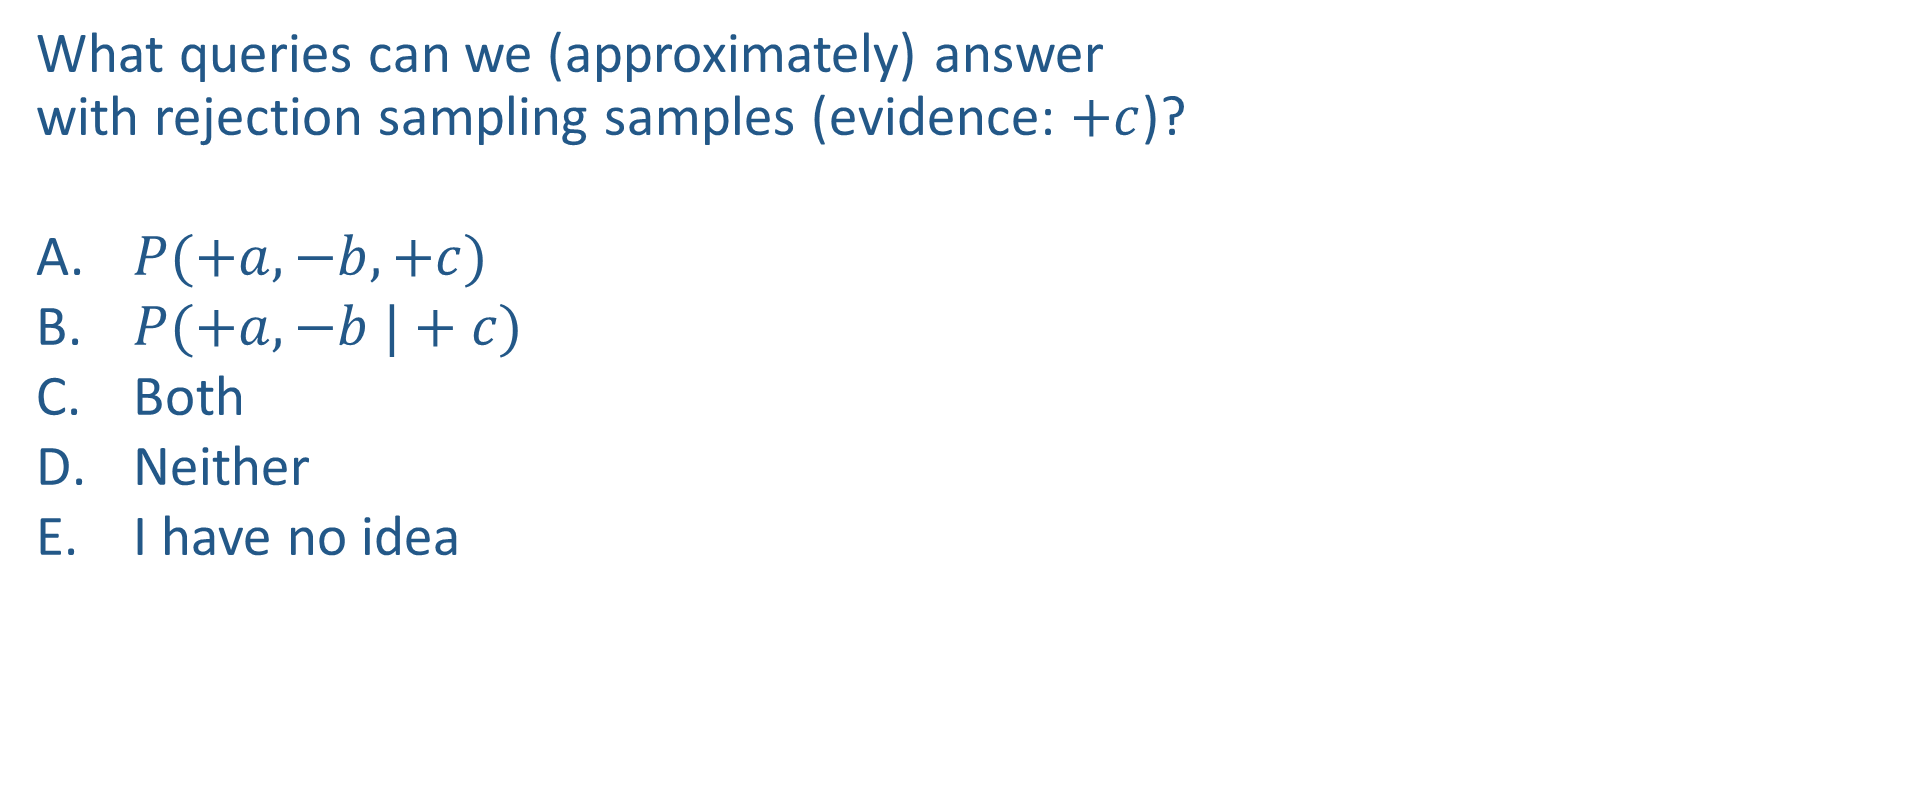 What queries can we (approximately) answer
with rejection sampling samples (evidence: +c)?
A. P(+a, −b, +c)
B. P(+a, −b | + c)
C. Both
D. Neither
E. I have no idea